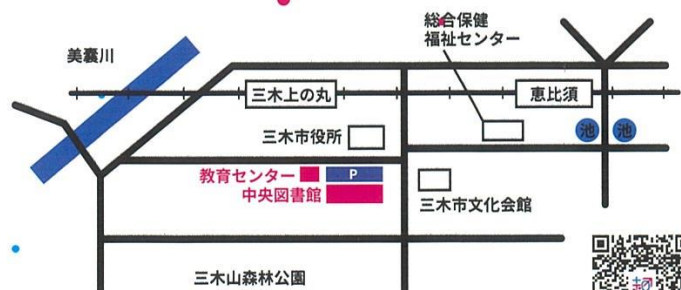 総合保健
福祉センター
美嚢川
三木上の丸
恵比須
三木市役所
池
池
教育センター
P
中央図書館
三木市文化会館
三木山森林公園